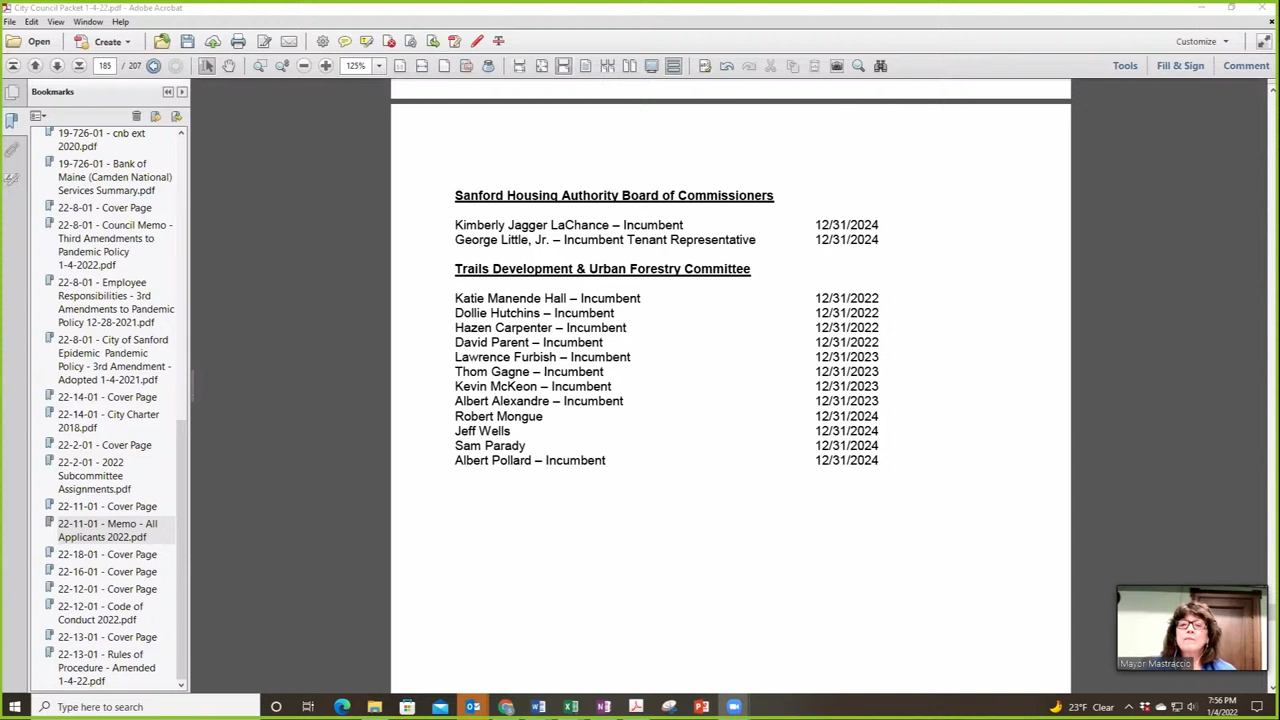 City Council Packet 1-4-22.pdf - Adobe Acrobat
File Edit View Window Help
Open Create Customize
185 / 207 125% Tools Fill & Sign Comment
Bookmarks
19-726-01 - cnb ext
2020.pdf
19-726-01 - Bank of
Maine (Camden National)
Services Summary.pdf
22-8-01 - Cover Page
22-8-01 - Council Memo -
Third Amendments to
Pandemic Policy
1-4-2022.pdf
22-8-01 - Employee
Responsibilities - 3rd
Amendments to Pandemic
Policy 12-28-2021.pdf
22-8-01 - City of Sanford
Epidemic Pandemic
Policy - 3rd Amendment -
Adopted 1-4-2021.pdf
22-14-01 - Cover Page
22-14-01 - City Charter
2018.pdf
22-2-01 - Cover Page
22-2-01 - 2022
Subcommittee
Assignments.pdf
22-11-01 - Cover Page
22-11-01 - Memo - All
Applicants 2022.pdf
22-18-01 - Cover Page
22-16-01 - Cover Page
22-12-01 - Cover Page
22-12-01 - Code of
Conduct 2022.pdf
22-13-01 - Cover Page
22-13-01 - Rules of
Procedure - Amended
1-4-22.pdf
Sanford Housing Authority Board of Commissioners
Kimberly Jagger LaChance – Incumbent 12/31/2024
George Little, Jr. – Incumbent Tenant Representative 12/31/2024
Trails Development & Urban Forestry Committee
Katie Manende Hall – Incumbent 12/31/2022
Dollie Hutchins – Incumbent 12/31/2022
Hazen Carpenter – Incumbent 12/31/2022
David Parent – Incumbent 12/31/2022
Lawrence Furbish – Incumbent 12/31/2023
Thom Gagne – Incumbent 12/31/2023
Kevin McKeon – Incumbent 12/31/2023
Albert Alexandre – Incumbent 12/31/2023
Robert Mongue 12/31/2024
Jeff Wells 12/31/2024
Sam Parady 12/31/2024
Albert Pollard – Incumbent 12/31/2024
Mayor Mastraccio
Type here to search
23°F Clear
7:56 PM
1/4/2022